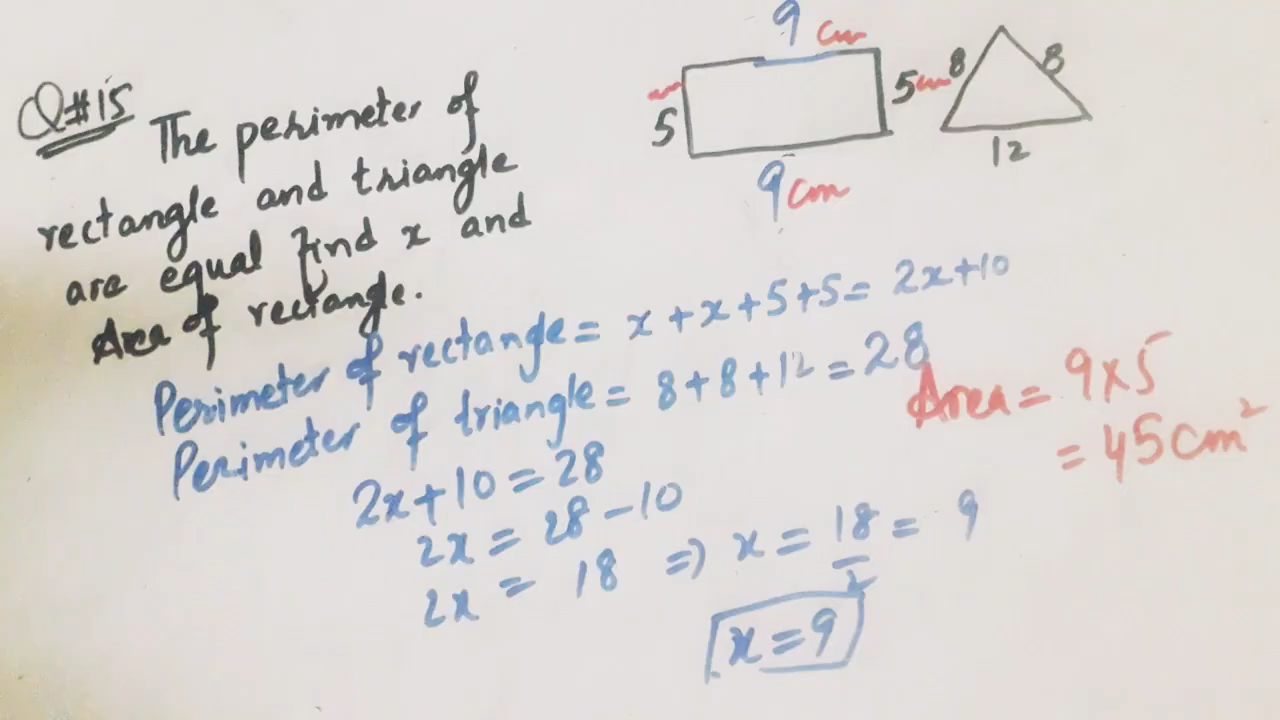 Q#15
The perimeter of
rectangle and triangle
are equal find x and
Area of rectangle.
9 cm
5
5cm
9cm
8
8
12
Perimeter of rectangle = x + x + 5 + 5 = 2x+10
Perimeter of triangle = 8 + 8 + 12 = 28
2x + 10 = 28
2x = 28 - 10
2x = 18 ⇒ x = 18/2 = 9
x = 9
Area = 9x5
= 45cm²